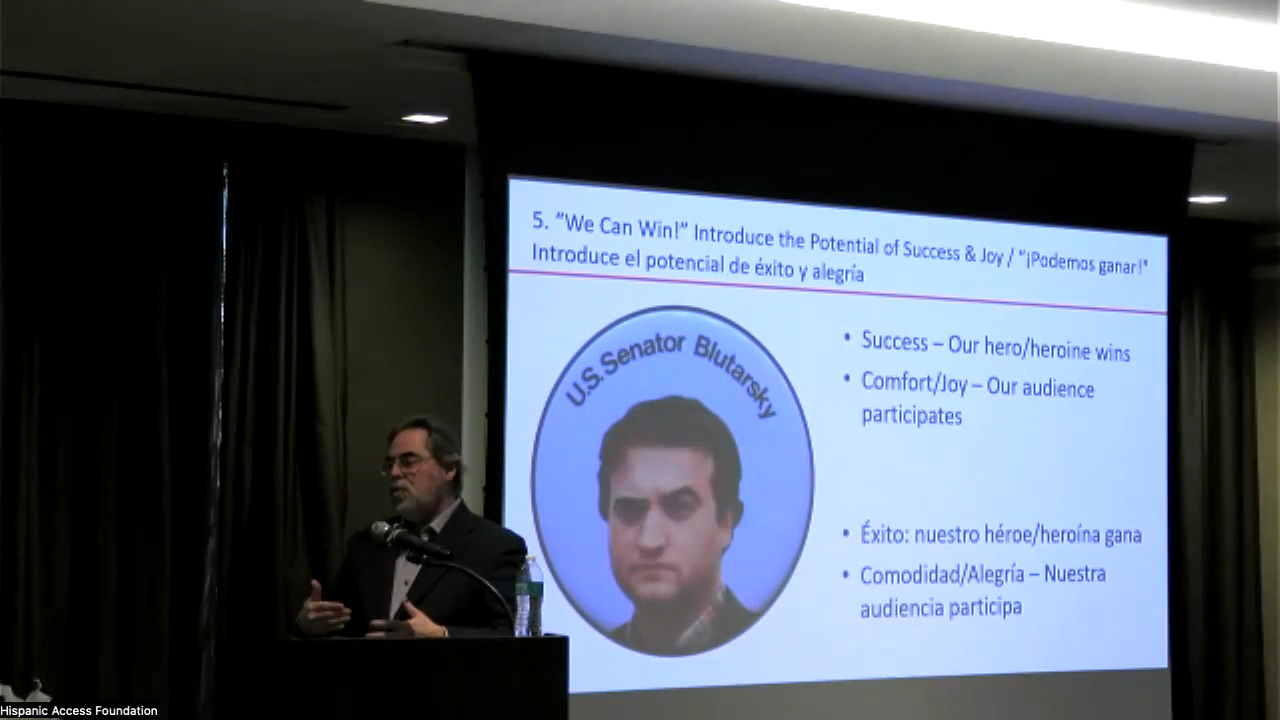 5. "We Can Win!" Introduce the Potential of Success & Joy / "¡Podemos ganar!"
Introduce el potencial de éxito y alegría
U.S. Senator Blutarsky
• Success – Our hero/heroine wins
• Comfort/Joy – Our audience
participates
• Éxito: nuestro héroe/heroína gana
• Comodidad/Alegría – Nuestra
audiencia participa
Hispanic Access Foundation